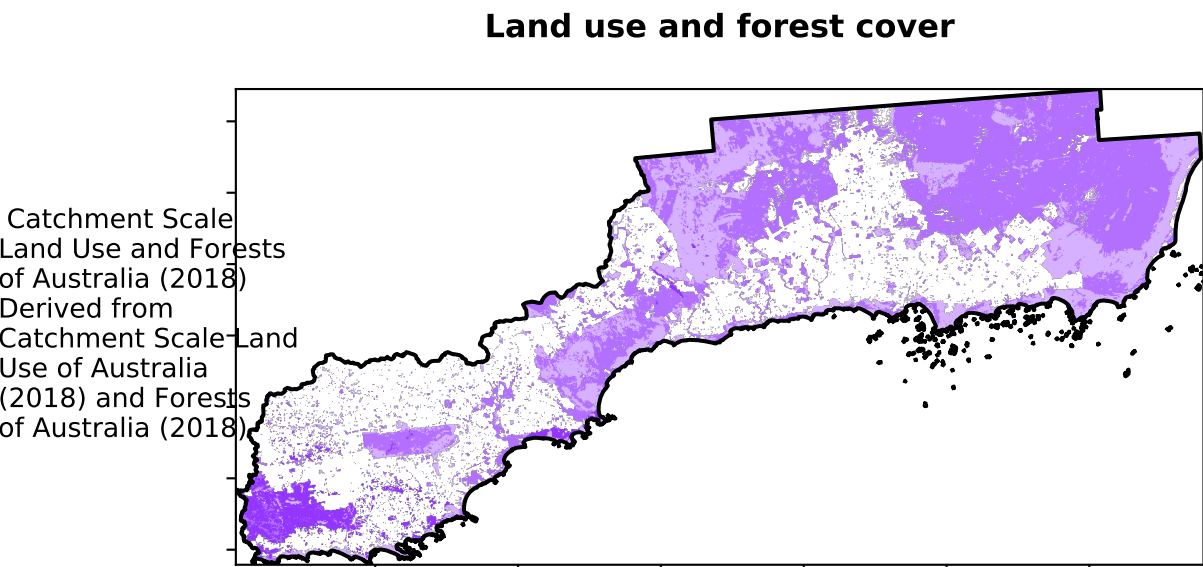 Land use and forest cover
Catchment Scale
Land Use and Forests
of Australia (2018)
Derived from
Catchment Scale Land
Use of Australia
(2018) and Forests
of Australia (2018)